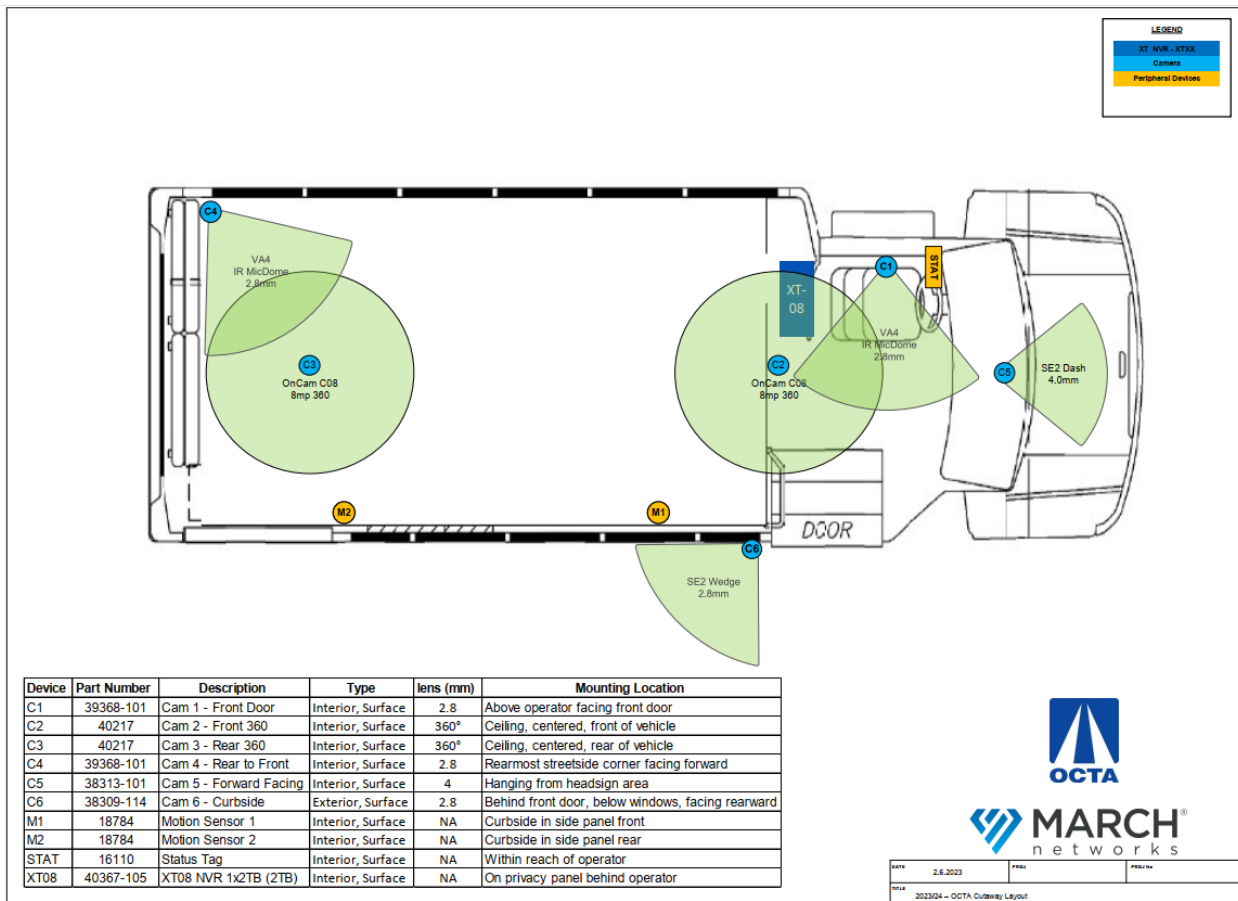 LEGEND
XT NVR - XTXX
Camera
Peripheral Devices
C4
VA4
IR MicDome
2.8mm
C3
OnCam C08
8mp 360
XT-
08
C1
STAT
VA4
IR MicDome
2.8mm
C2
OnCam C08
8mp 360
C5
SE2 Dash
4.0mm
M2
M1
DOOR
C6
SE2 Wedge
2.8mm
Device Part Number Description Type lens (mm) Mounting Location
C1 39368-101 Cam 1 - Front Door Interior, Surface 2.8 Above operator facing front door
C2 40217 Cam 2 - Front 360 Interior, Surface 360° Ceiling, centered, front of vehicle
C3 40217 Cam 3 - Rear 360 Interior, Surface 360° Ceiling, centered, rear of vehicle
C4 39368-101 Cam 4 - Rear to Front Interior, Surface 2.8 Rearmost streetside corner facing forward
C5 38313-101 Cam 5 - Forward Facing Interior, Surface 4 Hanging from headsign area
C6 38309-114 Cam 6 - Curbside Exterior, Surface 2.8 Behind front door, below windows, facing rearward
M1 18784 Motion Sensor 1 Interior, Surface NA Curbside in side panel front
M2 18784 Motion Sensor 2 Interior, Surface NA Curbside in side panel rear
STAT 16110 Status Tag Interior, Surface NA Within reach of operator
XT08 40367-105 XT08 NVR 1x2TB (2TB) Interior, Surface NA On privacy panel behind operator
OCTA
MARCH®
networks
DATE 2.6.2023 PROJ PROJ No
TITLE
2023/24 – OCTA Cutaway Layout